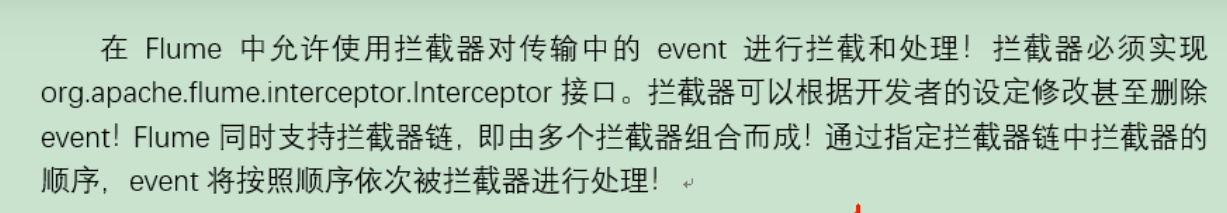 在 Flume 中允许使用拦截器对传输中的 event 进行拦截和处理！拦截器必须实现
org.apache.flume.interceptor.Interceptor 接口。拦截器可以根据开发者的设定修改甚至删除
event！Flume 同时支持拦截器链，即由多个拦截器组合而成！通过指定拦截器链中拦截器的
顺序，event 将按照顺序依次被拦截器进行处理！